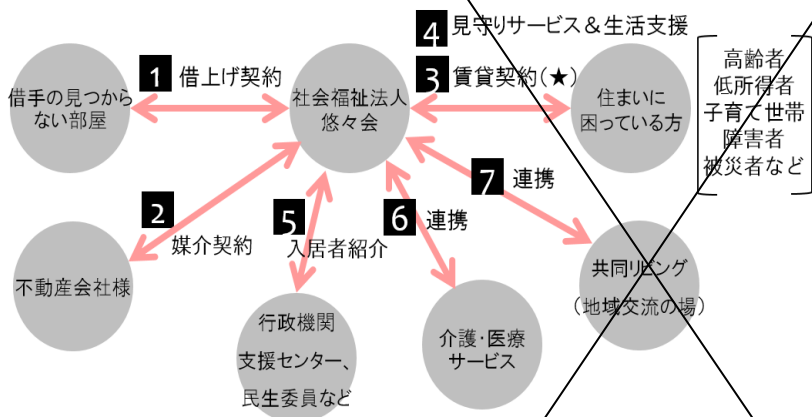 4 見守りサービス&生活支援
1 借上げ契約
3 賃貸契約(★)
借手の見つから
ない部屋
社会福祉法人
悠々会
住まいに
困っている方
高齢者
低所得者
子育て世帯
障害者
被災者など
2
媒介契約
5
入居者紹介
6 連携
7 連携
不動産会社様
行政機関
支援センター、
民生委員など
介護・医療
サービス
共同リビング
(地域交流の場)